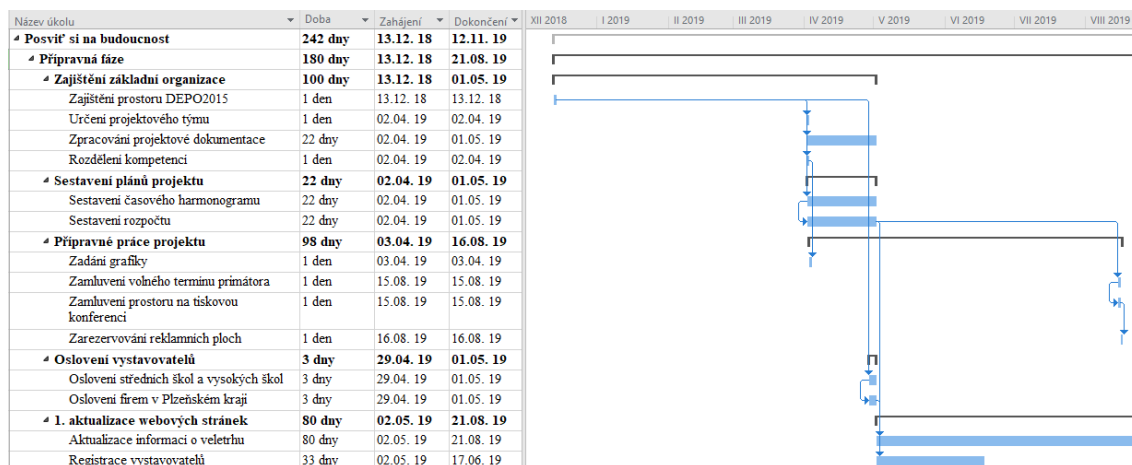 Název úkolu Doba Zahájení Dokončení XII 2018 I 2019 II 2019 III 2019 IV 2019 V 2019 VI 2019 VII 2019 VIII 2019
Posviť si na budoucnost 242 dny 13.12. 18 12.11. 19
Přípravná fáze 180 dny 13.12. 18 21.08. 19
Zajištění základní organizace 100 dny 13.12. 18 01.05. 19
Zajištění prostoru DEPO2015 1 den 13.12. 18 13.12. 18
Určení projektového týmu 1 den 02.04. 19 02.04. 19
Zpracování projektové dokumentace 22 dny 02.04. 19 01.05. 19
Rozdělení kompetencí 1 den 02.04. 19 02.04. 19
Sestavení plánů projektu 22 dny 02.04. 19 01.05. 19
Sestavení časového harmonogramu 22 dny 02.04. 19 01.05. 19
Sestavení rozpočtu 22 dny 02.04. 19 01.05. 19
Přípravné práce projektu 98 dny 03.04. 19 16.08. 19
Zadání grafiky 1 den 03.04. 19 03.04. 19
Zamluvení volného termínu primátora 1 den 15.08. 19 15.08. 19
Zamluvení prostoru na tiskovou 1 den 15.08. 19 15.08. 19
konferenci
Zarezervování reklamních ploch 1 den 16.08. 19 16.08. 19
Oslovení vystavovatelů 3 dny 29.04. 19 01.05. 19
Oslovení středních škol a vysokých škol 3 dny 29.04. 19 01.05. 19
Oslovení firem v Plzeňském kraji 3 dny 29.04. 19 01.05. 19
1. aktualizace webových stránek 80 dny 02.05. 19 21.08. 19
Aktualizace informací o veletrhu 80 dny 02.05. 19 21.08. 19
Registrace vystavovatelů 33 dny 02.05. 19 17.06. 19